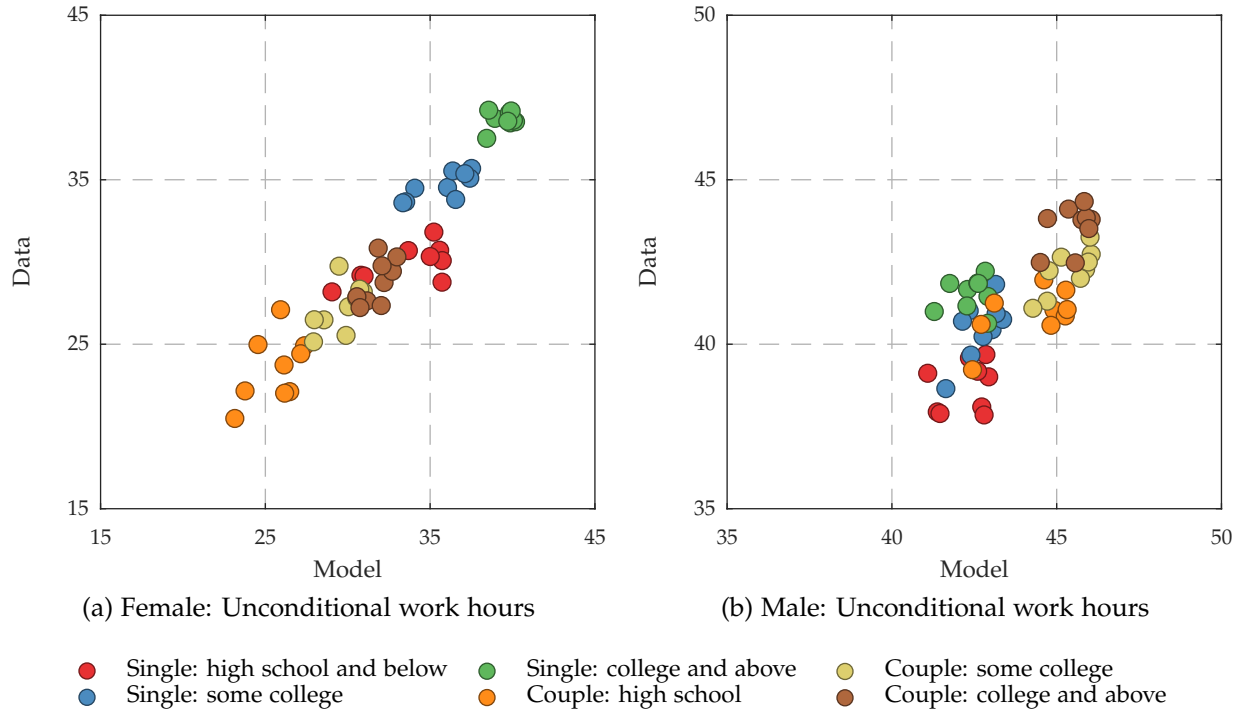 45
35
25
15
Data
15 25 35 45
Model
(a) Female: Unconditional work hours
50
45
40
35
Data
35 40 45 50
Model
(b) Male: Unconditional work hours
Single: high school and below Single: college and above Couple: some college
Single: some college Couple: high school Couple: college and above